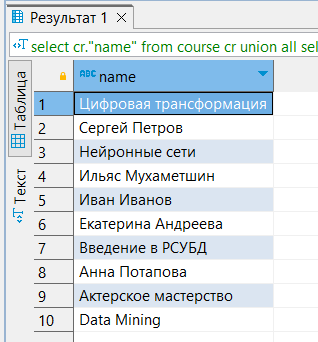 Результат 1
select cr."name" from course cr union all sel
Таблица
Текст
ABC name
1 Цифровая трансформация
2 Сергей Петров
3 Нейронные сети
4 Ильяс Мухаметшин
5 Иван Иванов
6 Екатерина Андреева
7 Введение в РСУБД
8 Анна Потапова
9 Актерское мастерство
10 Data Mining